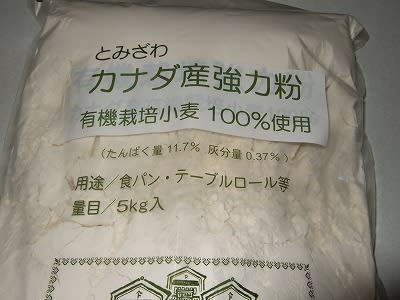 とみざわ
カナダ産強力粉
有機栽培小麦 100%使用
(たんぱく量 11.7% 灰分量 0.37%)
用途/食パン・テーブルロール等
量目/5kg入